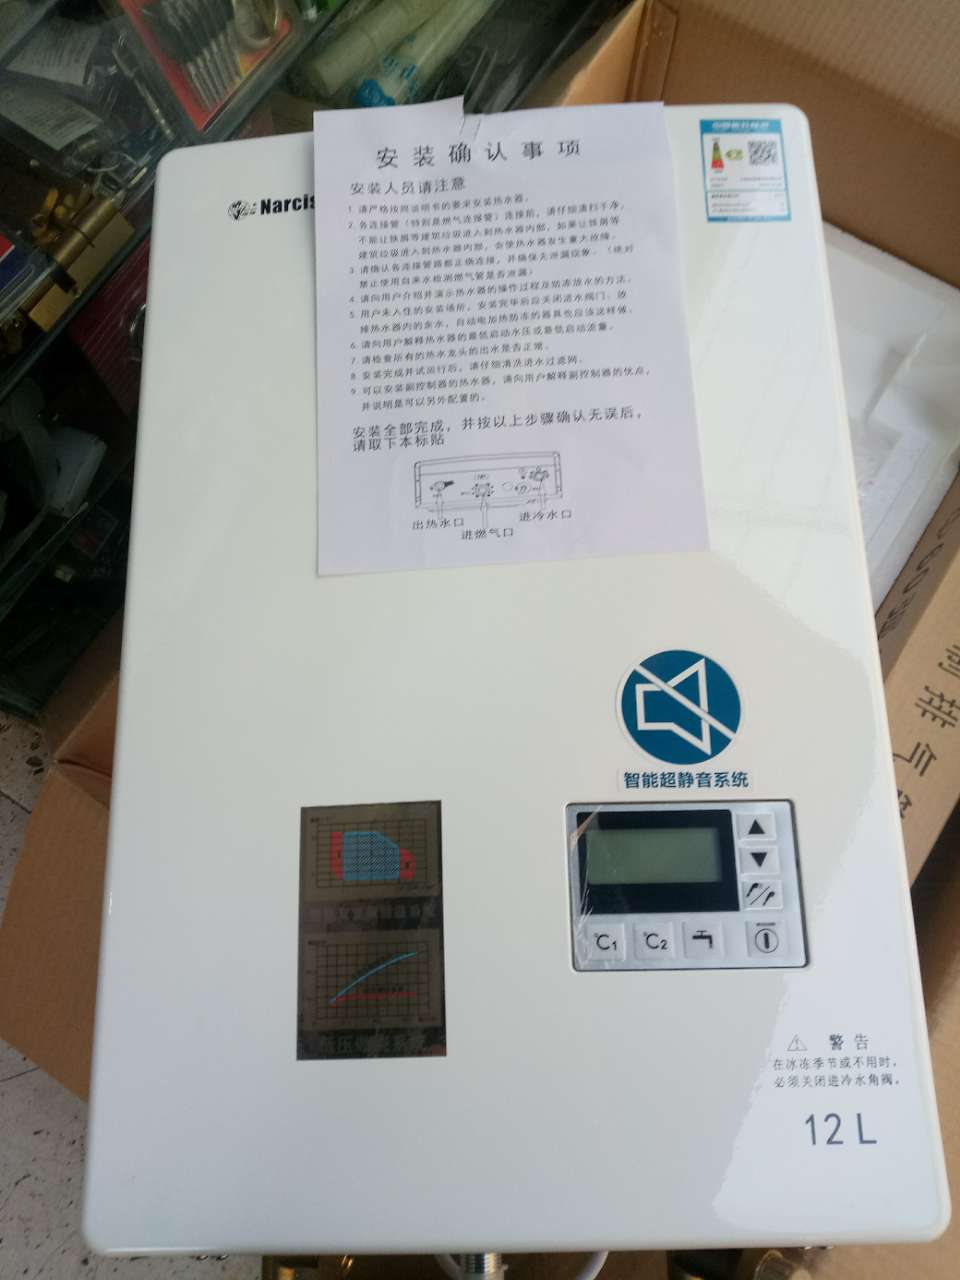 安装确认事项
安装人员请注意
Narcis
1. 请严格按照说明书的要求安装热水器。
2. 各连接管（特别是燃气连接管）连接前，请仔细清扫干净，
不能让铁屑等建筑垃圾进入到热水器内部，如果让铁屑等
建筑垃圾进入到热水器内部，会使热水器发生重大故障。
3. 请确认各连接管路都正确连接，并确保无泄漏现象。（绝对
禁止使用自来水检测燃气管是否泄漏）
4. 请向用户介绍并演示热水器的操作过程及防冻放水的方法。
5. 用户未入住的安装场所，安装完毕后应关闭进水阀门，放
掉热水器内的余水，自动电加热防冻的器具也应该这样做。
6. 请向用户解释热水器的最低启动水压或最低启动流量。
7. 请检查所有的热水龙头的出水是否正常。
8. 安装完成并试运行后，请仔细清洗进水过滤网。
9. 可以安装副控制器的热水器，请向用户解释副控制器的优点，
并说明是可以另外配置的。
安装全部完成，并按以上步骤确认无误后，
请取下本标贴
出热水口
进燃气口
进冷水口
智能超静音系统
℃1 ℃2
警告
在冰冻季节或不用时，
必须关闭进冷水角阀。
12L
制排气